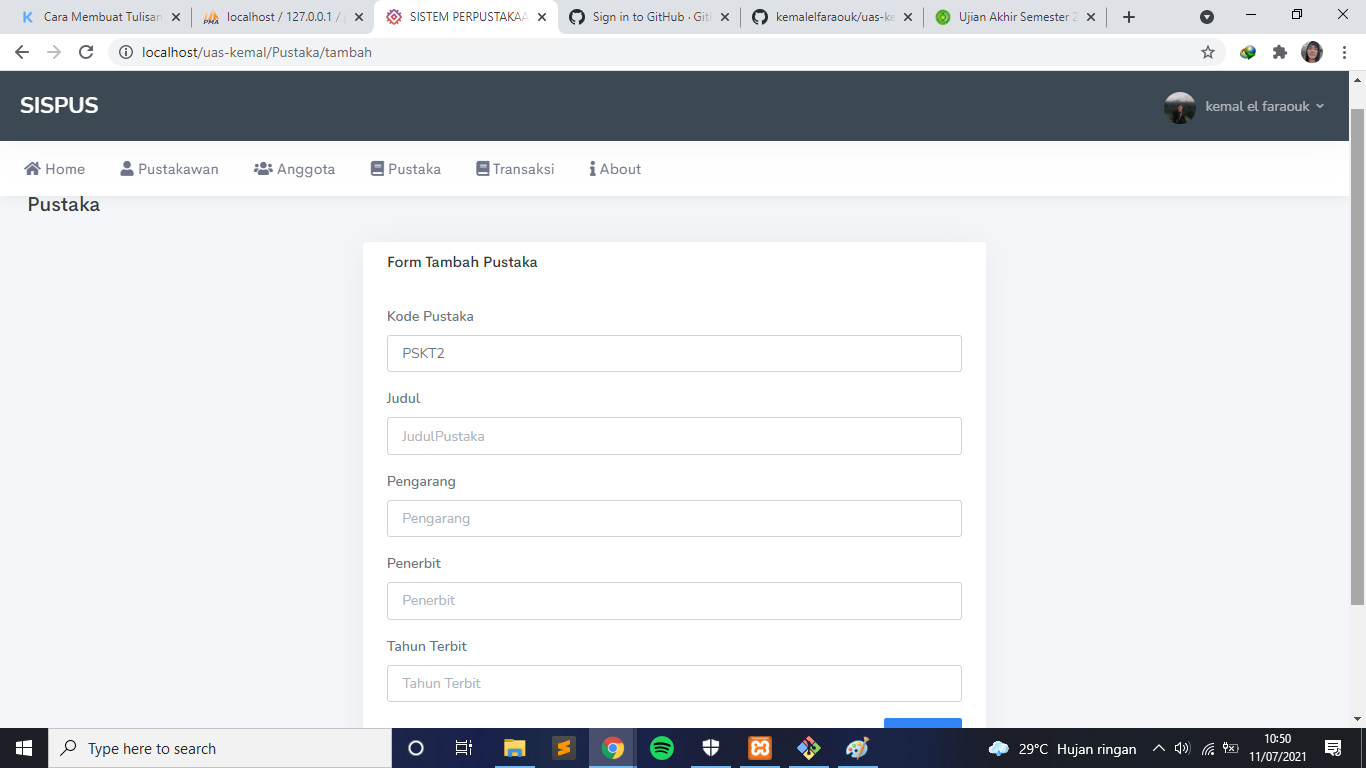 Cara Membuat Tulisan
localhost / 127.0.0.1 /
SISTEM PERPUSTAKAA
Sign in to GitHub · Git
kemalelfaraouk/uas-ke
Ujian Akhir Semester 2
localhost/uas-kemal/Pustaka/tambah
SISPUS
kemal el faraouk
Home
Pustakawan
Anggota
Pustaka
Transaksi
About
Pustaka
Form Tambah Pustaka
Kode Pustaka
PSKT2
Judul
JudulPustaka
Pengarang
Pengarang
Penerbit
Penerbit
Tahun Terbit
Tahun Terbit
Type here to search
29°C Hujan ringan
10:50
11/07/2021